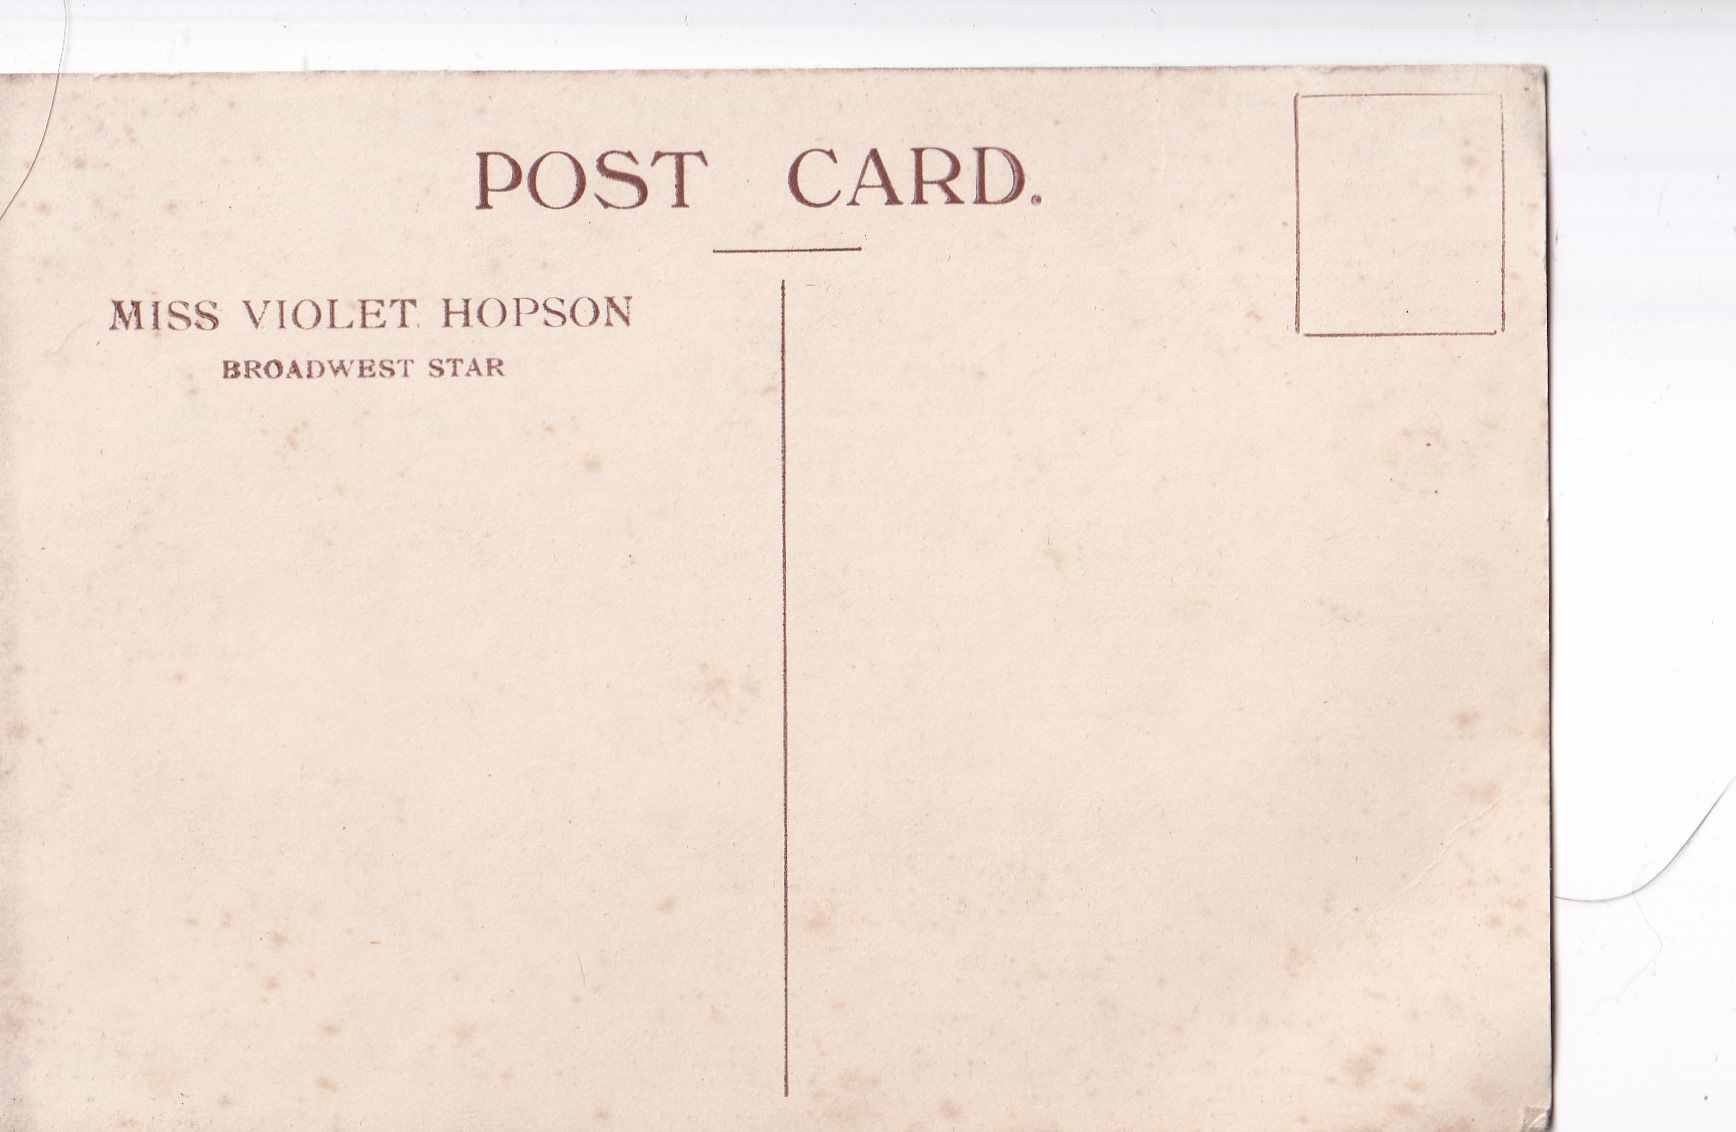 POST CARD.
MISS VIOLET HOPSON
BROADWEST STAR